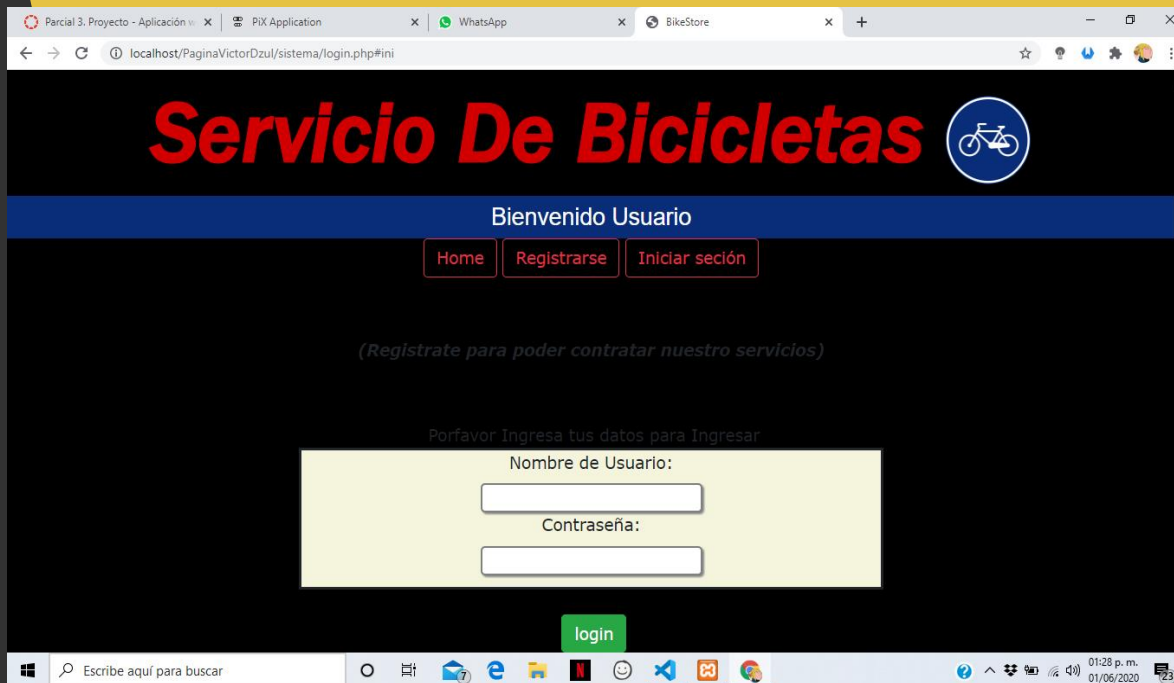 Parcial 3. Proyecto - Aplicación w
PiX Application
WhatsApp
BikeStore
localhost/PaginaVictorDzul/sistema/login.php#ini
Servicio De Bicicletas
Bienvenido Usuario
Home Registrarse Iniciar seción
(Registrate para poder contratar nuestro servicios)
Porfavor Ingresa tus datos para Ingresar
Nombre de Usuario:
Contraseña:
login
Escribe aquí para buscar
7
01:28 p. m.
01/06/2020
23